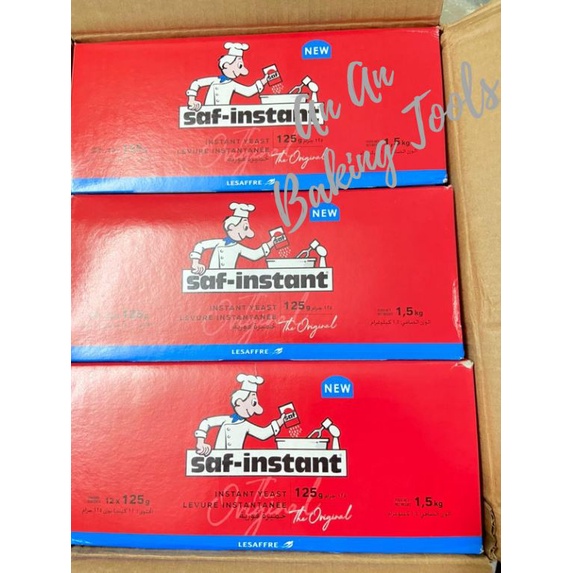 An An
Baking Tools
NEW
saf-instant
INSTANT YEAST
LEVURE INSTANTANÉE
125g
The Original
1,5kg
LESAFFRE
NEW
saf-instant
INSTANT YEAST
LEVURE INSTANTANÉE
125g
The Original
1,5kg
LESAFFRE
NEW
saf-instant
12 x 125g
INSTANT YEAST
LEVURE INSTANTANÉE
125g
The Original
1,5kg
LESAFFRE